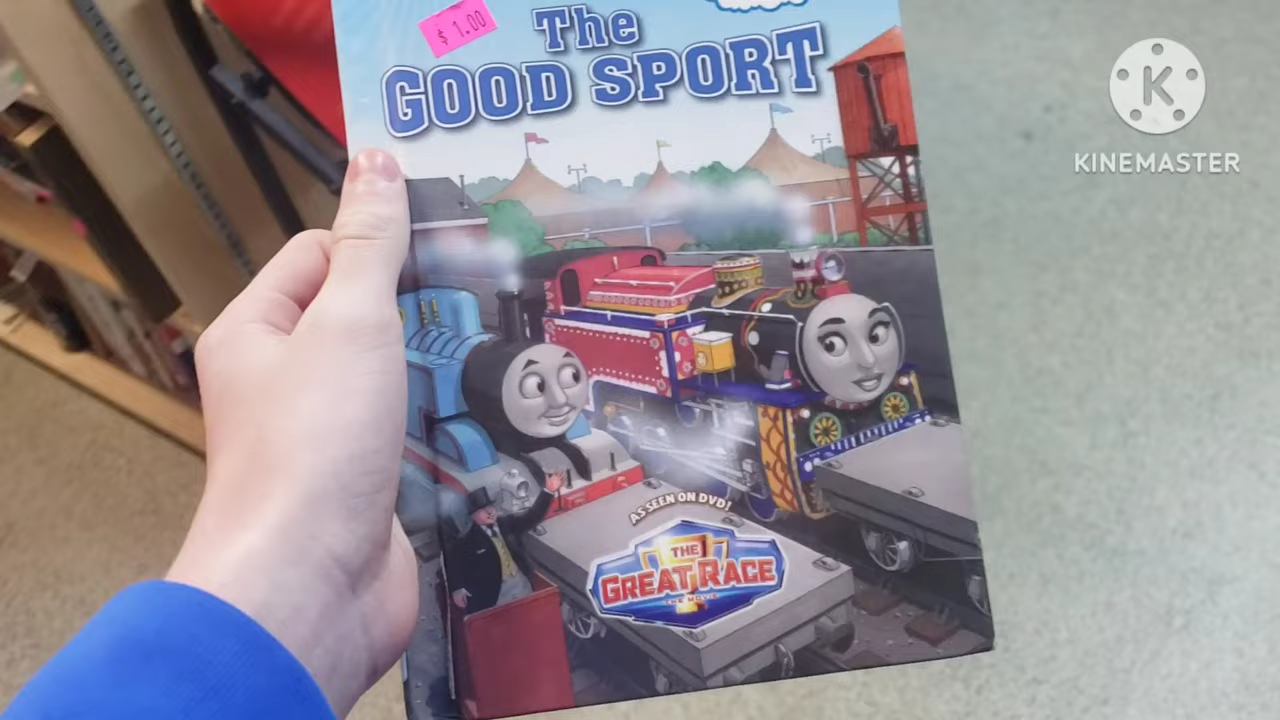 $ 1.00
The
GOOD SPORT
AS SEEN ON DVD!
THE
GREAT RACE
THE MOVIE
K
KINEMASTER